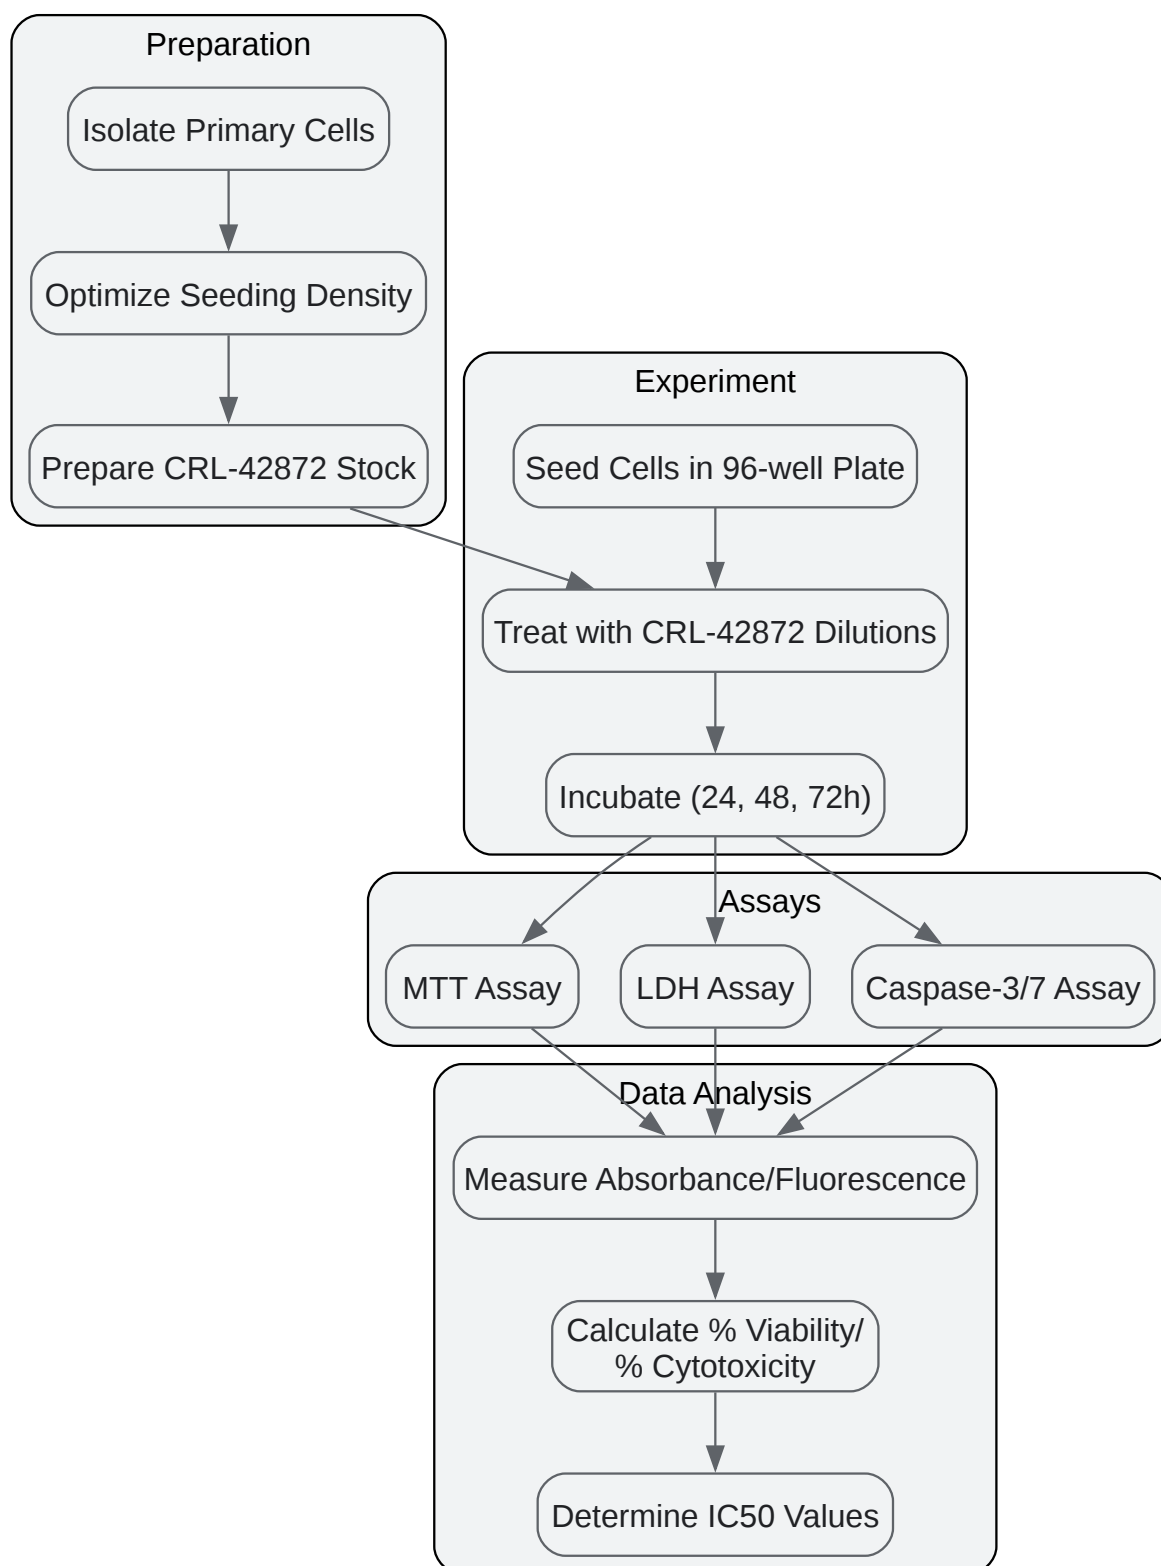 Preparation
Isolate Primary Cells
Optimize Seeding Density
Prepare CRL-42872 Stock
Experiment
Seed Cells in 96-well Plate
Treat with CRL-42872 Dilutions
Incubate (24, 48, 72h)
Assays
MTT Assay
LDH Assay
Caspase-3/7 Assay
Data Analysis
Measure Absorbance/Fluorescence
Calculate % Viability/
% Cytotoxicity
Determine IC50 Values